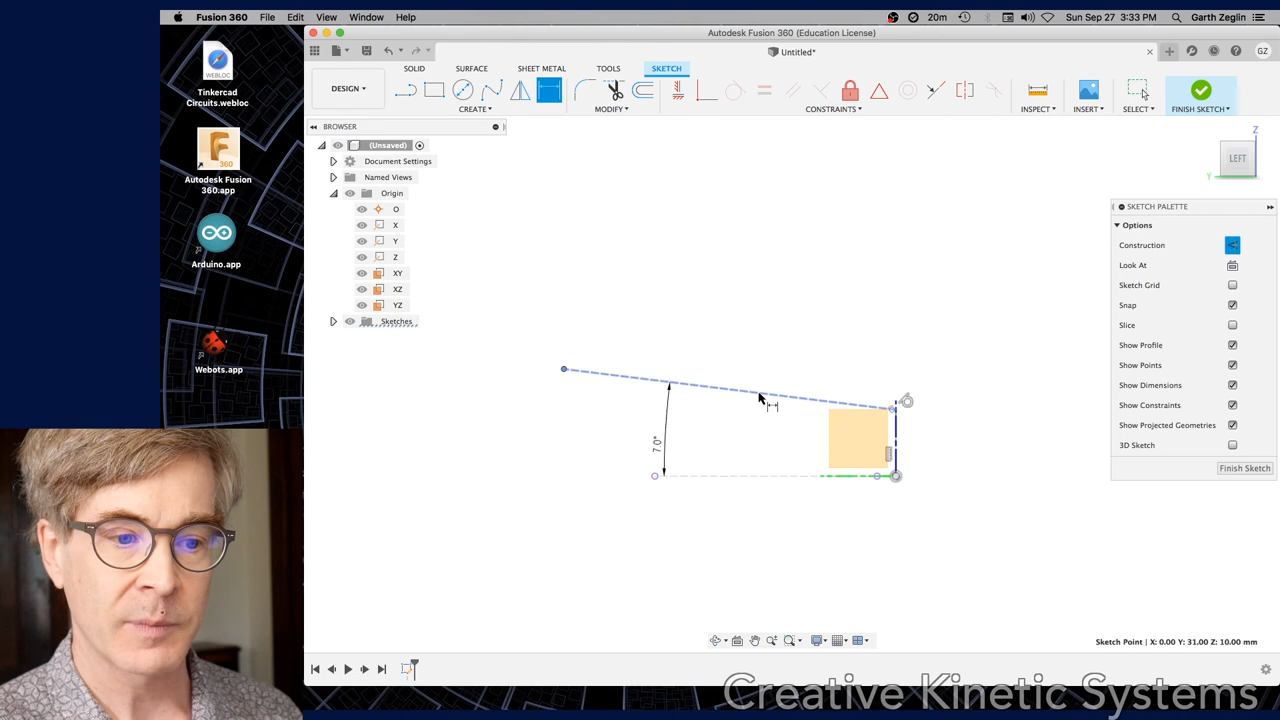 Fusion 360 File Edit View Window Help
20m Sun Sep 27 3:33 PM Garth Zeglin
Autodesk Fusion 360 (Education License)
Untitled*
GZ
SOLID SURFACE SHEET METAL TOOLS SKETCH
DESIGN
CREATE MODIFY CONSTRAINTS INSPECT INSERT SELECT FINISH SKETCH
WEBLOC
Tinkercad
Circuits.webloc
360
Autodesk Fusion
360.app
Arduino.app
Webots.app
BROWSER
(Unsaved)
Document Settings
Named Views
Origin
O
X
Y
Z
XY
XZ
YZ
Sketches
Z
LEFT
Y
SKETCH PALETTE
Options
Construction
Look At
Sketch Grid
Snap
Slice
Show Profile
Show Points
Show Dimensions
Show Constraints
Show Projected Geometries
3D Sketch
Finish Sketch
7.0°
Sketch Point | X: 0.00 Y: 31.00 Z: 10.00 mm
Creative Kinetic Systems